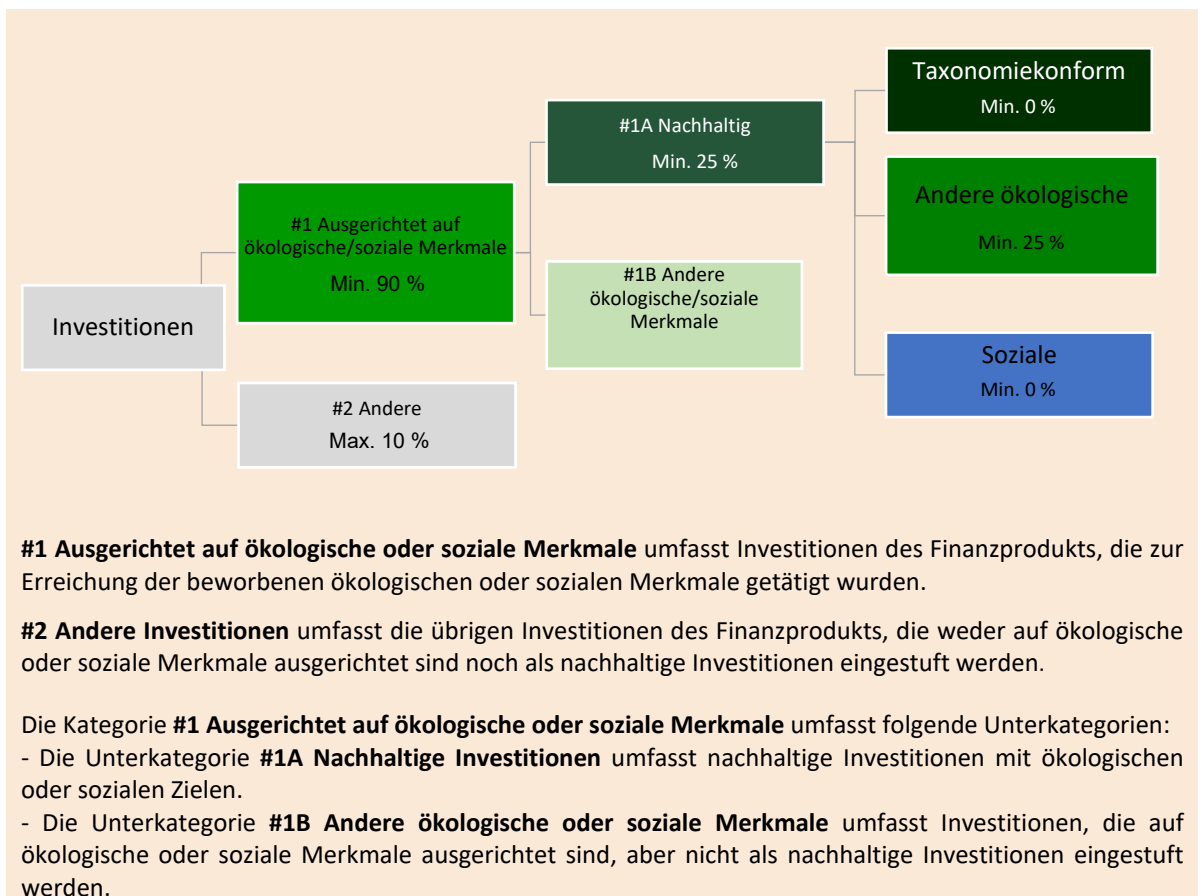 Investitionen
#1 Ausgerichtet auf
ökologische/soziale Merkmale
Min. 90 %
#2 Andere
Max. 10 %
#1A Nachhaltig
Min. 25 %
#1B Andere
ökologische/soziale
Merkmale
Taxonomiekonform
Min. 0 %
Andere ökologische
Min. 25 %
Soziale
Min. 0 %
#1 Ausgerichtet auf ökologische oder soziale Merkmale umfasst Investitionen des Finanzprodukts, die zur
Erreichung der beworbenen ökologischen oder sozialen Merkmale getätigt wurden.
#2 Andere Investitionen umfasst die übrigen Investitionen des Finanzprodukts, die weder auf ökologische
oder soziale Merkmale ausgerichtet sind noch als nachhaltige Investitionen eingestuft werden.
Die Kategorie #1 Ausgerichtet auf ökologische oder soziale Merkmale umfasst folgende Unterkategorien:
- Die Unterkategorie #1A Nachhaltige Investitionen umfasst nachhaltige Investitionen mit ökologischen
oder sozialen Zielen.
- Die Unterkategorie #1B Andere ökologische oder soziale Merkmale umfasst Investitionen, die auf
ökologische oder soziale Merkmale ausgerichtet sind, aber nicht als nachhaltige Investitionen eingestuft
werden.